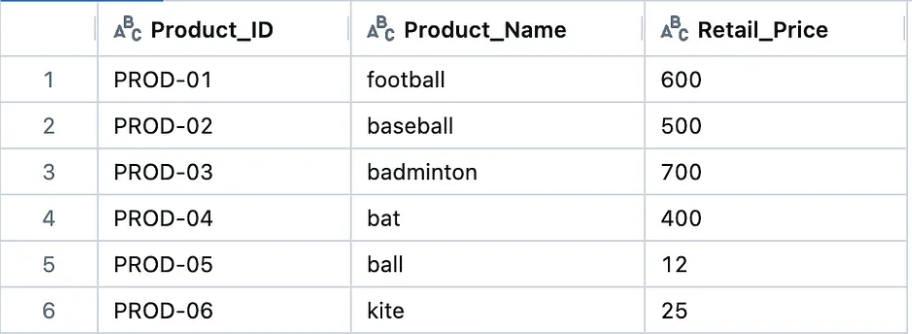 ABC Product_ID ABC Product_Name ABC Retail_Price
1 PROD-01 football 600
2 PROD-02 baseball 500
3 PROD-03 badminton 700
4 PROD-04 bat 400
5 PROD-05 ball 12
6 PROD-06 kite 25